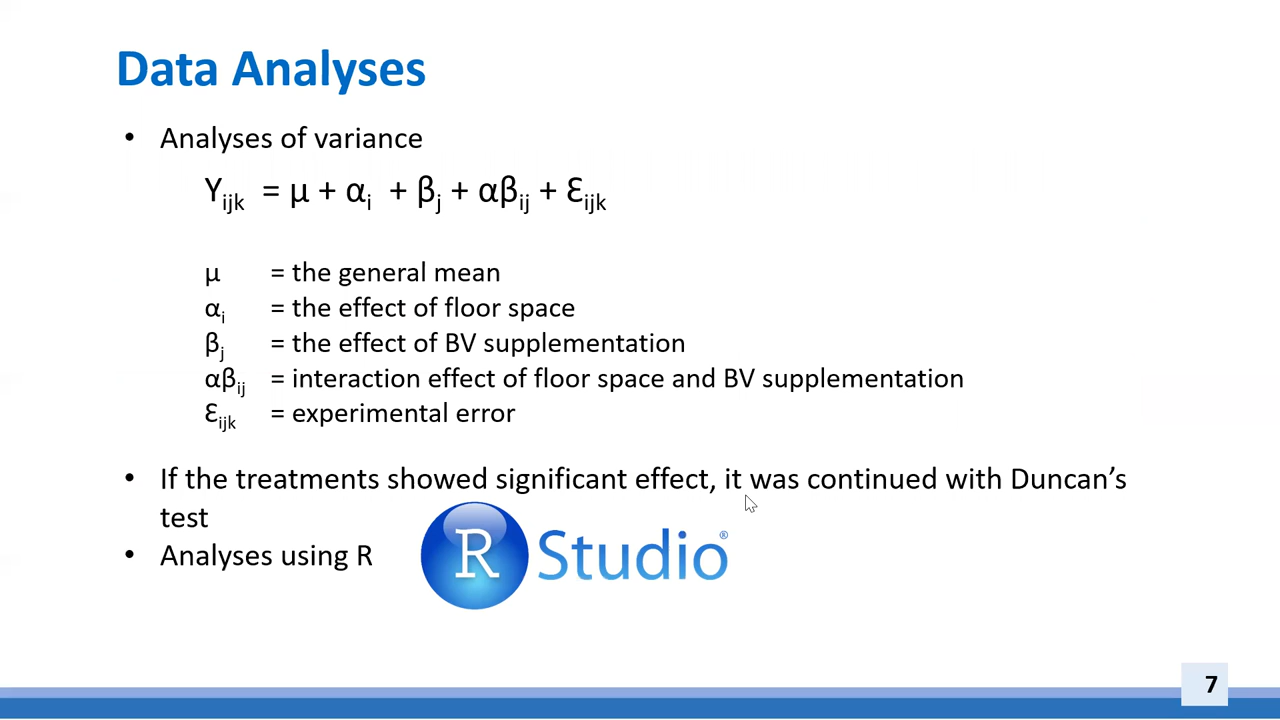 Data Analyses
• Analyses of variance
Yijk = μ + αi + βj + αβij + Ɛijk
μ = the general mean
αi = the effect of floor space
βj = the effect of BV supplementation
αβij = interaction effect of floor space and BV supplementation
Ɛijk = experimental error
• If the treatments showed significant effect, it was continued with Duncan’s
test
• Analyses using R
R Studio®
7